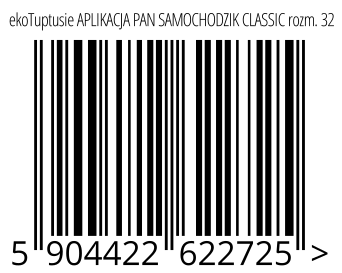 ekoTuptusie APLIKACJA PAN SAMOCHODZIK CLASSIC rozm. 32
5 904422 622725 >